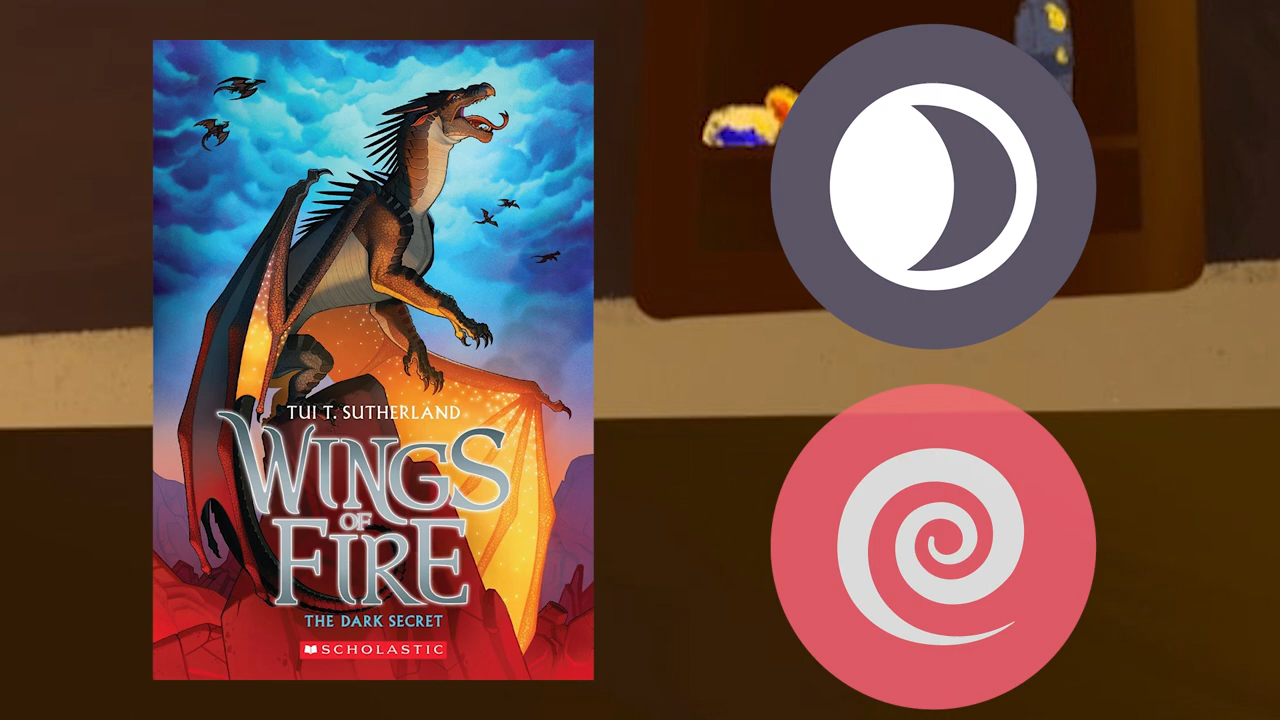 TUI T. SUTHERLAND
WINGS
OF
FIRE
THE DARK SECRET
SCHOLASTIC